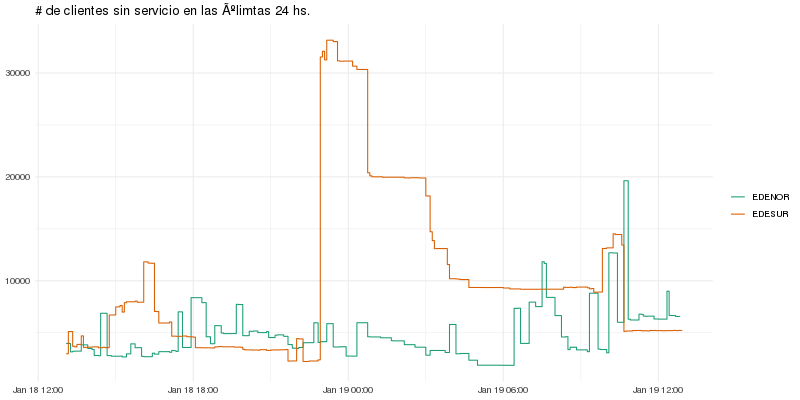 # de clientes sin servicio en las Ãºlimtas 24 hs.
30000
20000
10000
Jan 18 12:00
Jan 18 18:00
Jan 19 00:00
Jan 19 06:00
Jan 19 12:00
EDENOR
EDESUR